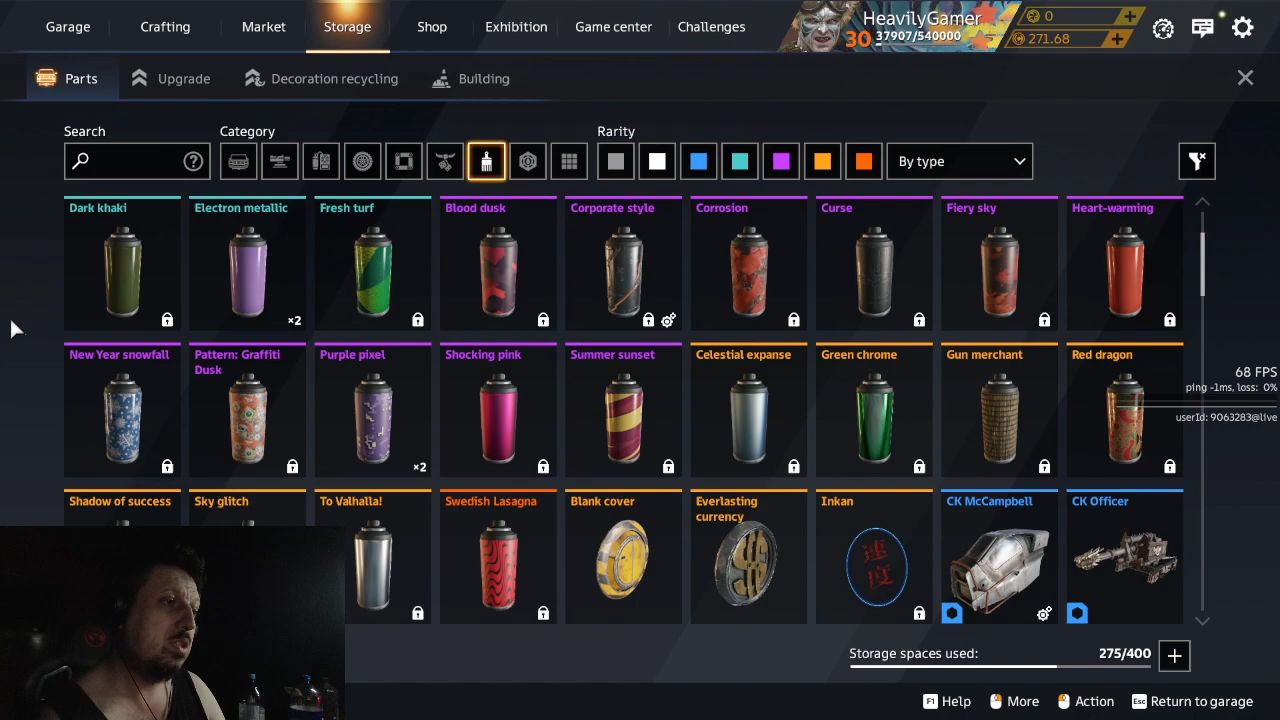 Garage
Crafting
Market
Storage
Shop
Exhibition
Game center
Challenges
HeavilyGamer
30 37907/540000
0
271.68
Parts
Upgrade
Decoration recycling
Building
Search
Category
Rarity
By type
Dark khaki
Electron metallic
Fresh turf
Blood dusk
Corporate style
Corrosion
Curse
Fiery sky
Heart-warming
×2
New Year snowfall
Pattern: Graffiti
Dusk
Purple pixel
Shocking pink
Summer sunset
Celestial expanse
Green chrome
Gun merchant
Red dragon
×2
68 FPS
ping -1ms, loss: 0%
userId: 9063283@live
Shadow of success
Sky glitch
To Valhalla!
Swedish Lasagna
Blank cover
Everlasting
currency
Inkan
CK McCampbell
CK Officer
速
度
Storage spaces used:
275/400
F1 Help
More
Action
Esc Return to garage